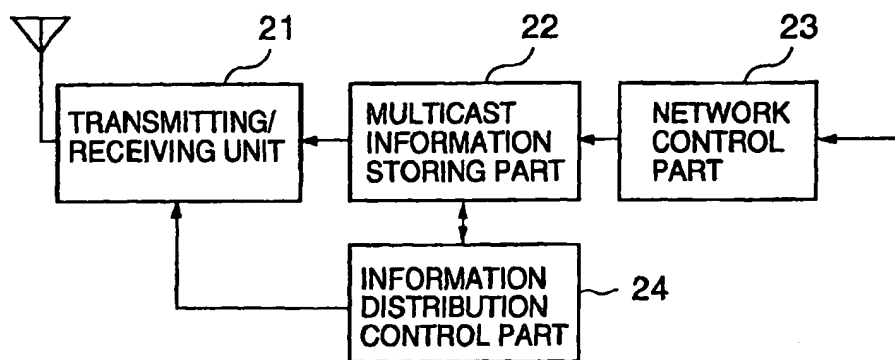 21
22
23
TRANSMITTING/
RECEIVING UNIT
MULTICAST
INFORMATION
STORING PART
NETWORK
CONTROL
PART
INFORMATION
DISTRIBUTION
CONTROL PART
24